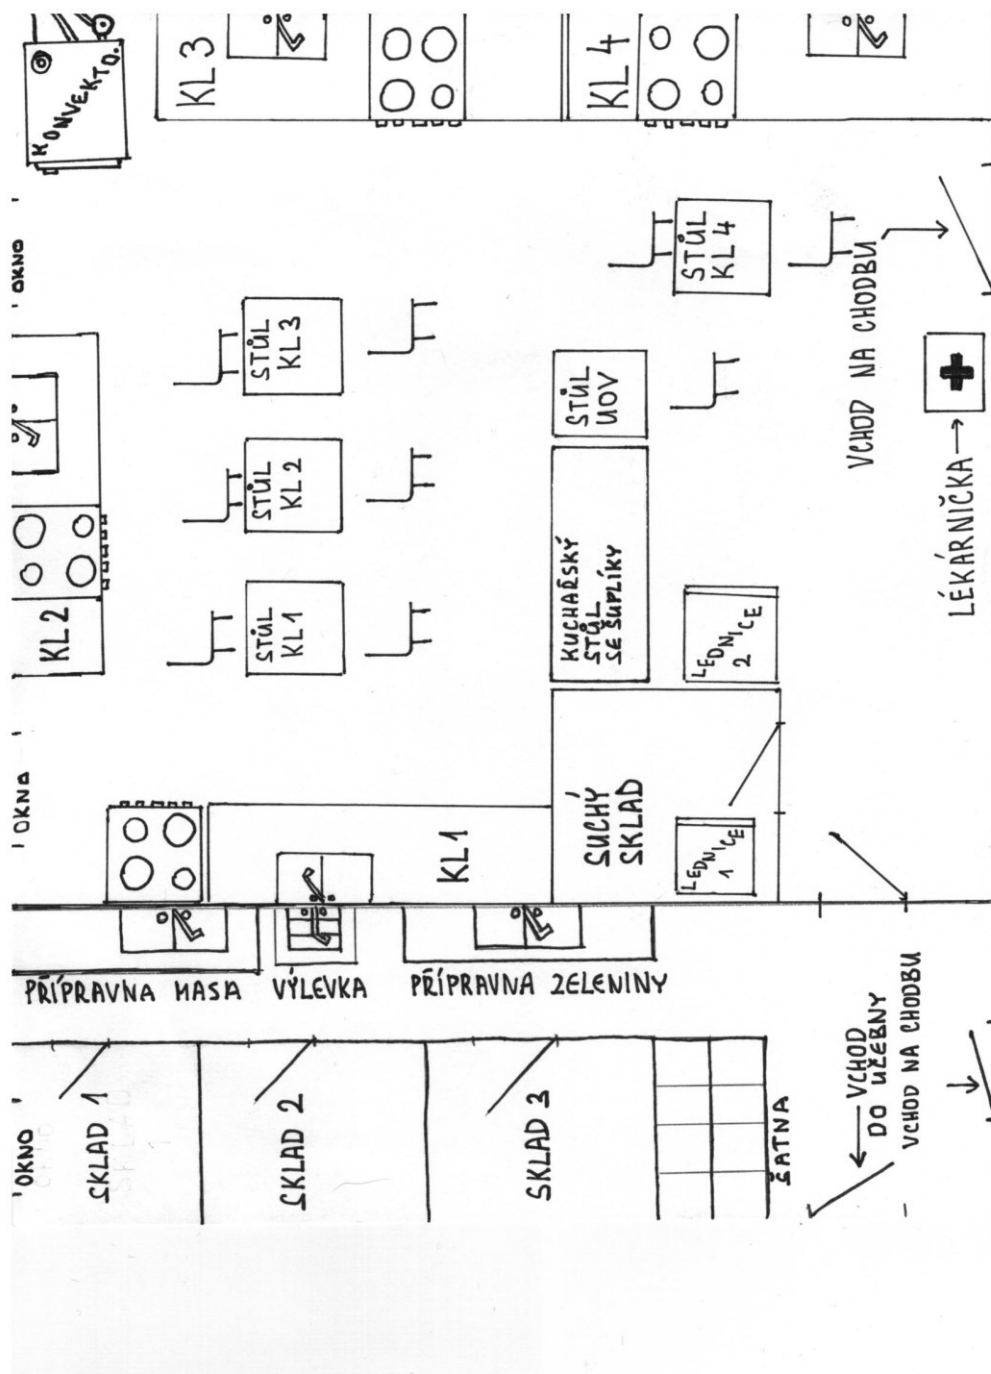 KONVEKTO.
KL 3
KL 4
OKNO
STŮL
KL 4
VCHOD NA CHODBU
STŮL
KL 3
STŮL
UOV
STŮL
KL 2
LÉKÁRNIČKA
KL 2
STŮL
KL 1
KUCHAŘSKÝ
STŮL
SE ŠUPLÍKY
LEDNICE
2
OKNO
KL 1
SUCHÝ
SKLAD
LEDNICE
1
PŘÍPRAVNA MASA
VÝLEVKA
PŘÍPRAVNA ZELENINY
OKNO
SKLAD 1
SKLAD 2
SKLAD 3
ŠATNA
VCHOD
DO UČEBNY
VCHOD NA CHODBU